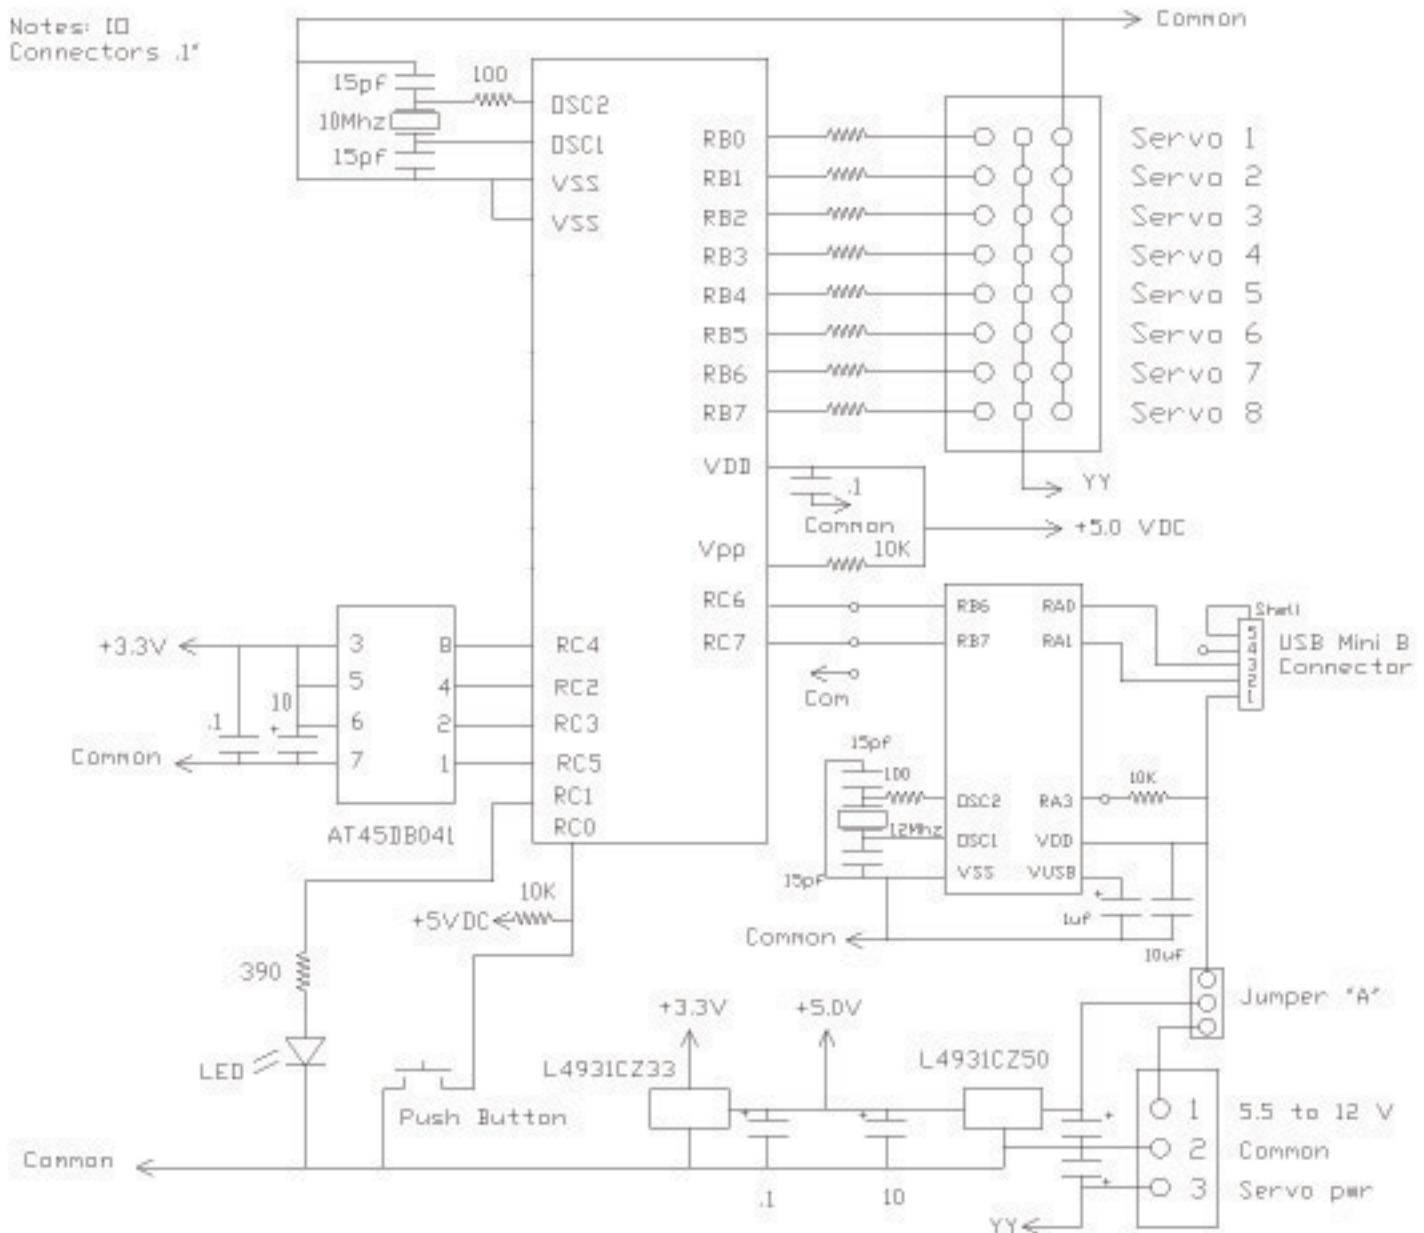 Notes: IO
Connectors .1"
Common
15pf
100
OSC2
10Mhz
OSC1
15pf
VSS
VSS
RB0
Servo 1
RB1
Servo 2
RB2
Servo 3
RB3
Servo 4
RB4
Servo 5
RB5
Servo 6
RB6
Servo 7
RB7
Servo 8
VDD
YY
.1
Common
+5.0 VDC
Vpp
10K
RC6
RC7
RB6
RA0
RB7
RA1
Com
Shell
5
4
3
2
1
USB Mini B
Connector
+3.3V
3
8
RC4
5
4
RC2
.1
10
+
6
2
RC3
Common
7
1
RC5
RC1
RC0
AT45DB041
15pf
100
OSC2
RA3
10K
12Mhz
OSC1
VDD
15pf
VSS
VUSB
+
1uf
10uf
Common
10K
+5VDC
390
LED
Push Button
+3.3V
+5.0V
L4931CZ33
L4931CZ50
Jumper "A"
+
+
+
+
1
5.5 to 12 V
2
Common
3
Servo pwr
Common
.1
10
YY